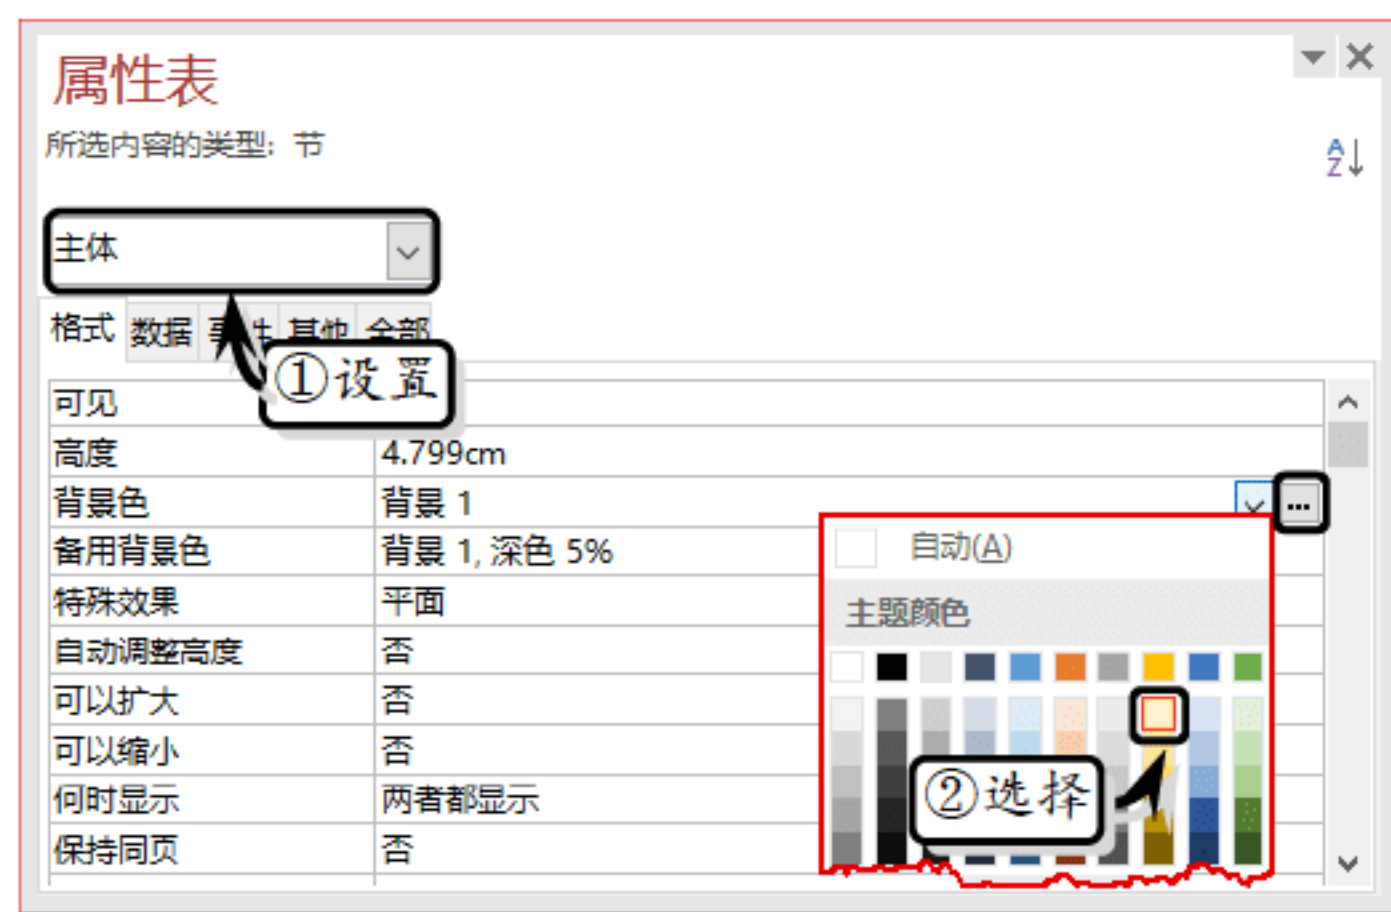 属性表
所选内容的类型: 节
主体
格式 数据 事件 其他 全部
①设置
可见
高度 4.799cm
背景色 背景 1
备用背景色 背景 1, 深色 5%
特殊效果 平面
自动调整高度 否
可以扩大 否
可以缩小 否
何时显示 两者都显示
保持同页 否
自动(A)
主题颜色
②选择